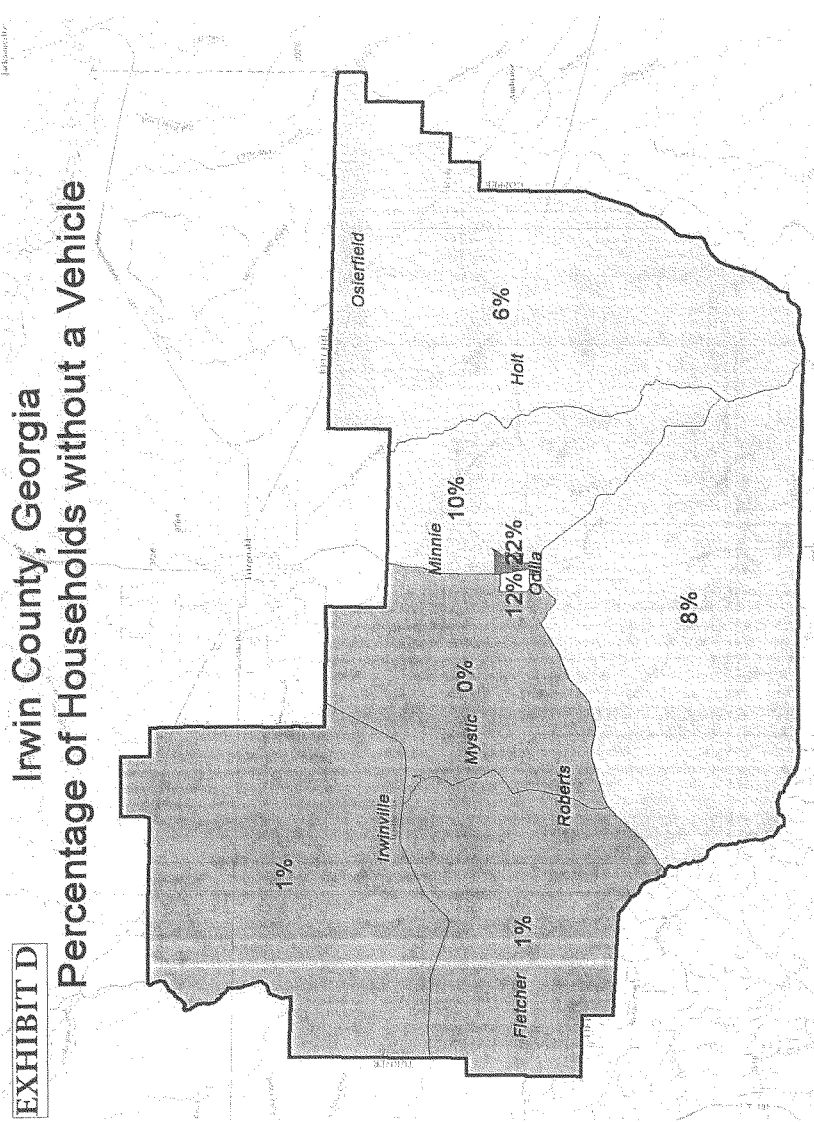 EXHIBIT D
Irwin County, Georgia
Percentage of Households without a Vehicle
Osierfield
6%
Holt
10%
Minnie
22%
12%
Ocilla
8%
0%
Mystic
Irwinville
Roberts
1%
1%
Fletcher
Fitzgerald